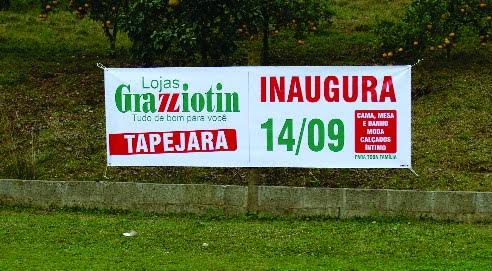 Lojas
Grazziotin
Tudo de bom para você
TAPEJARA
INAUGURA
14/09
CAMA, MESA
E BANHO
MODA
CALÇADOS
ÍNTIMO
PARA TODA FAMÍLIA